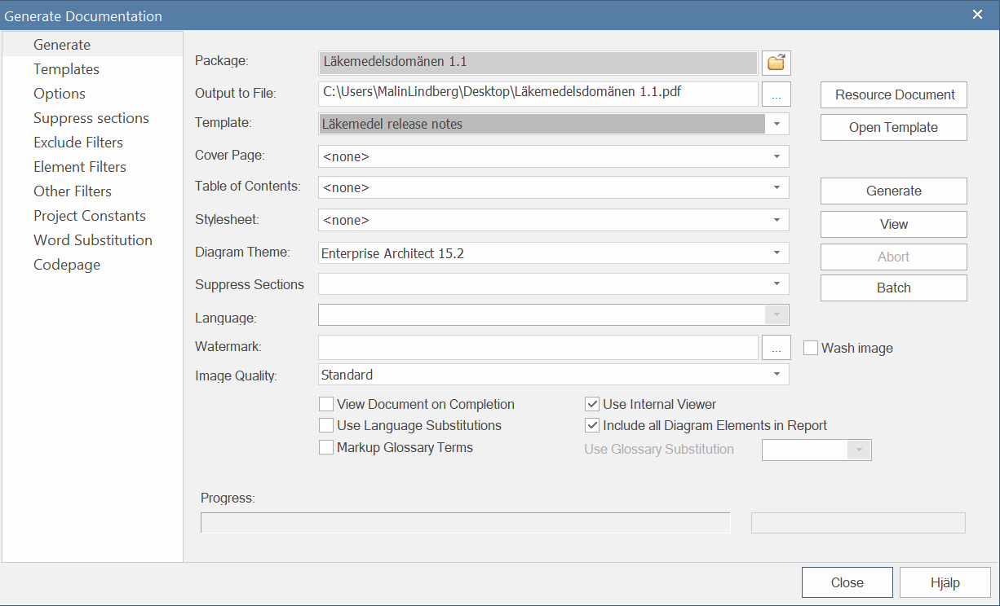 Generate Documentation
Generate
Templates
Options
Suppress sections
Exclude Filters
Element Filters
Other Filters
Project Constants
Word Substitution
Codepage
Package: Läkemedelsdomänen 1.1
Output to File: C:\Users\MalinLindberg\Desktop\Läkemedelsdomänen 1.1.pdf ... Resource Document
Template: Läkemedel release notes Open Template
Cover Page: <none>
Table of Contents: <none> Generate
Stylesheet: <none> View
Diagram Theme: Enterprise Architect 15.2 Abort
Suppress Sections Batch
Language:
Watermark: ... Wash image
Image Quality: Standard
View Document on Completion Use Internal Viewer
Use Language Substitutions Include all Diagram Elements in Report
Markup Glossary Terms Use Glossary Substitution
Progress:
Close Hjälp